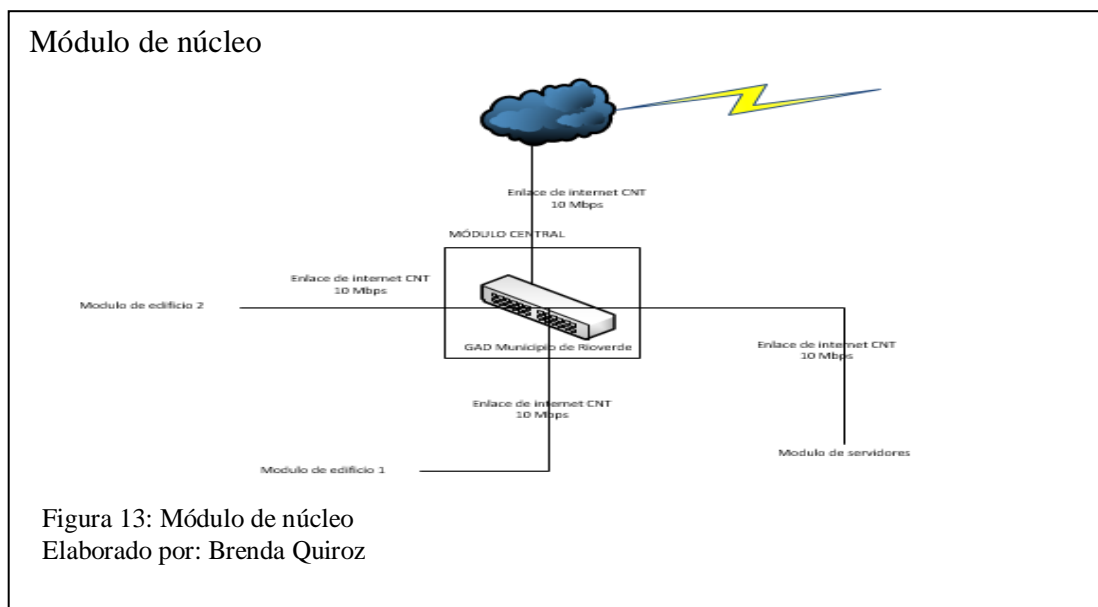 Módulo de núcleo
Enlace de internet CNT
10 Mbps
MÓDULO CENTRAL
Enlace de internet CNT
10 Mbps
Modulo de edificio 2
GAD Municipio de Rioverde
Enlace de internet CNT
10 Mbps
Enlace de internet CNT
10 Mbps
Modulo de servidores
Modulo de edificio 1
Figura 13: Módulo de núcleo
Elaborado por: Brenda Quiroz